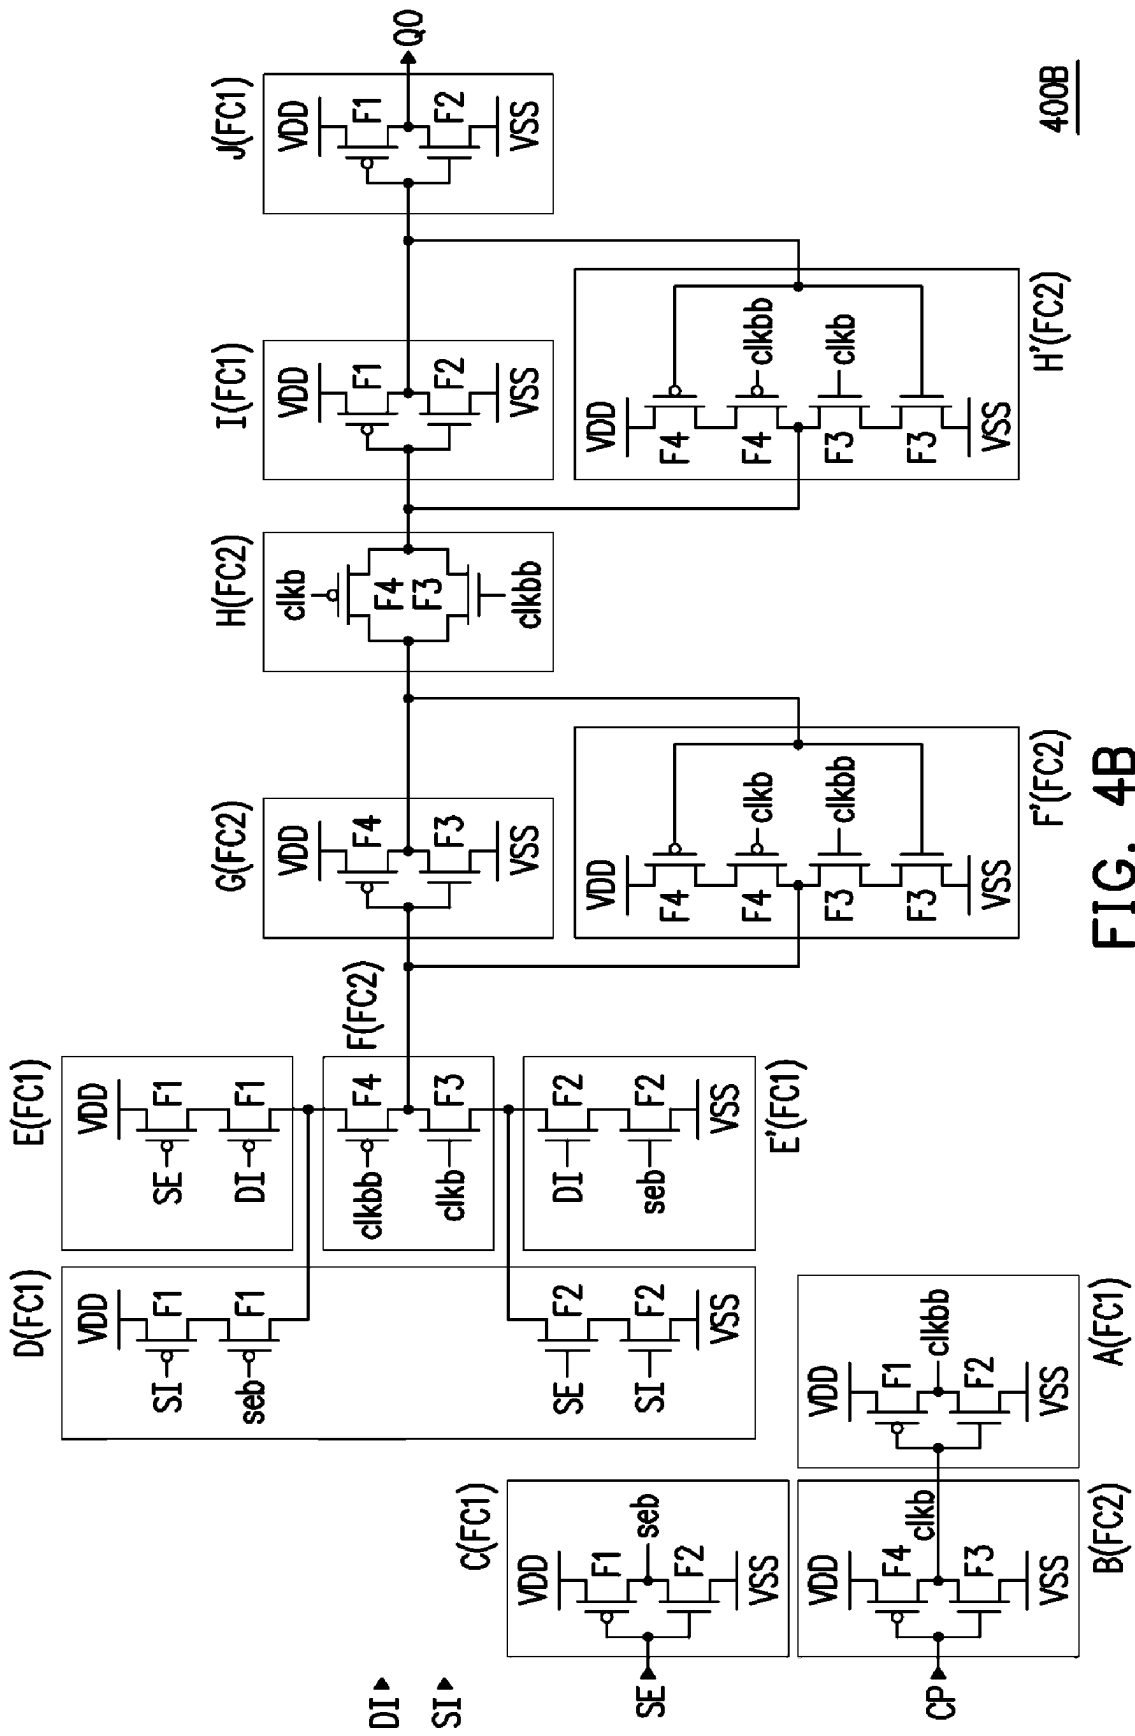 DI
SI
SE
C(FC1)
VDD
F1
seb
F2
VSS
CP
B(FC2)
VDD
F4
clkb
F3
VSS
A(FC1)
VDD
F1
clkbb
F2
VSS
D(FC1)
VDD
SI
F1
seb
F1
SE
F2
SI
F2
VSS
E(FC1)
VDD
SE
F1
DI
F1
F(FC2)
clkbb
F4
clkb
F3
E'(FC1)
DI
F2
seb
F2
VSS
G(FC2)
VDD
F4
F3
VSS
F'(FC2)
VDD
F4
F4
clkb
F3
clkbb
F3
VSS
H(FC2)
clkb
F4
F3
clkbb
I(FC1)
VDD
F1
F2
VSS
H'(FC2)
VDD
F4
F4
clkbb
F3
clkb
F3
VSS
J(FC1)
VDD
F1
F2
VSS
QO
400B
FIG. 4B